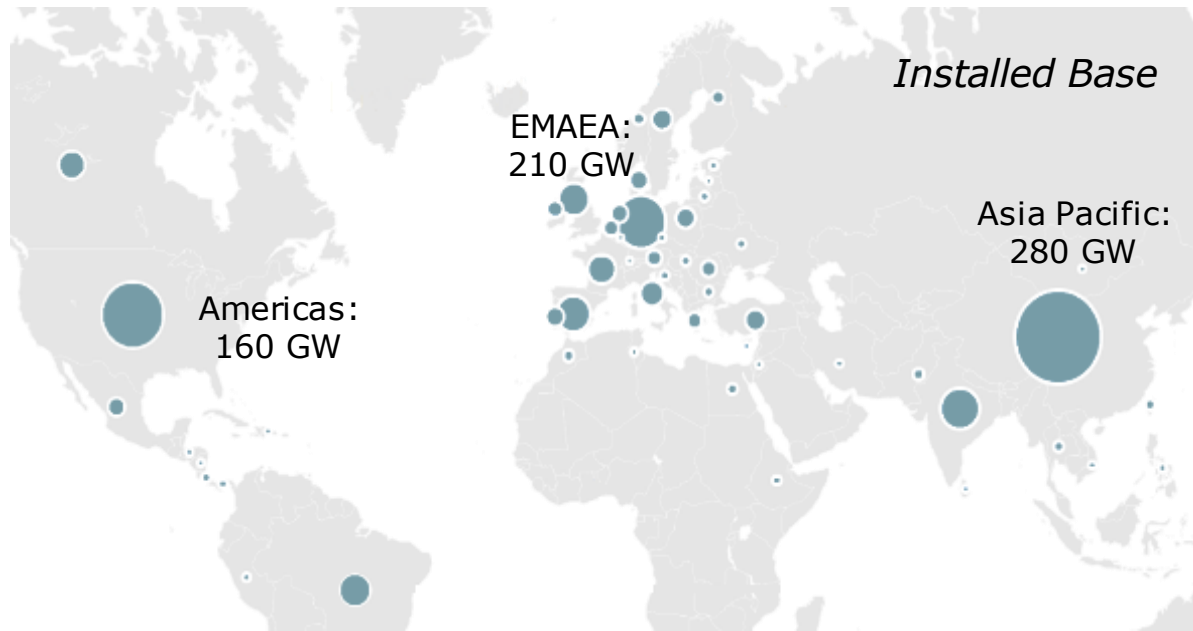 Installed Base
EMAEA:
210 GW
Asia Pacific:
280 GW
Americas:
160 GW